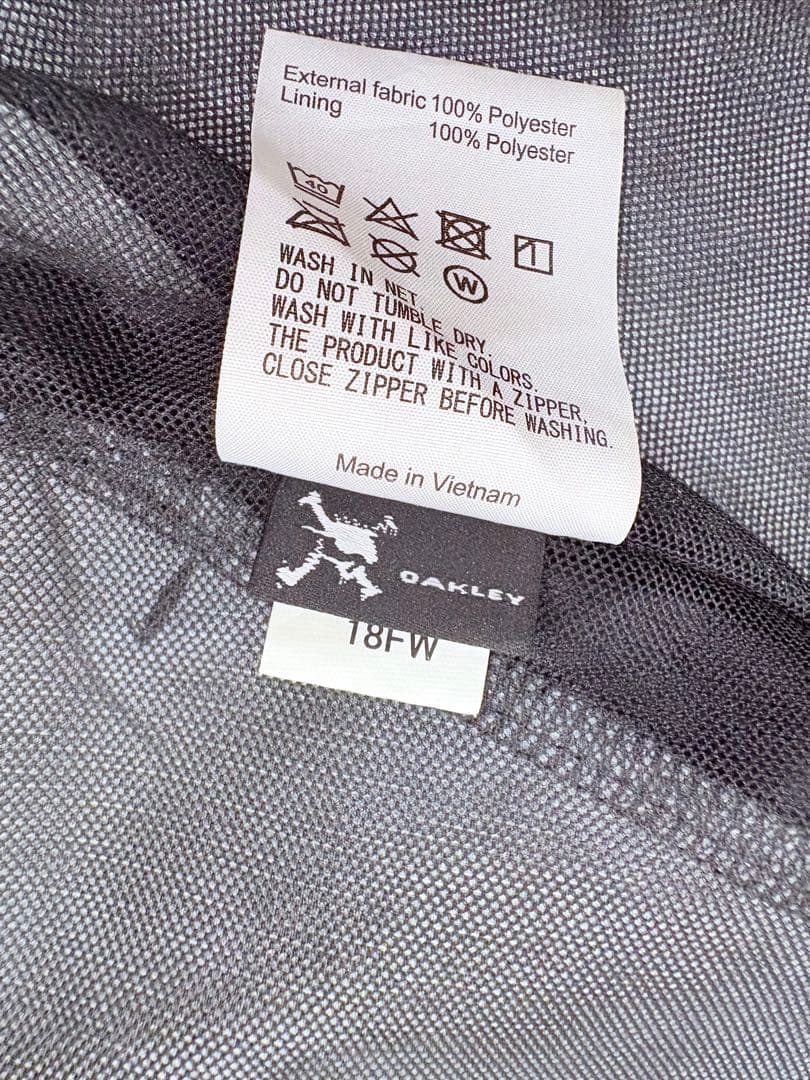 External fabric 100% Polyester
Lining 100% Polyester
40
W
WASH IN NET.
DO NOT TUMBLE DRY.
WASH WITH LIKE COLORS.
THE PRODUCT WITH A ZIPPER,
CLOSE ZIPPER BEFORE WASHING.
Made in Vietnam
OAKLEY
18FW